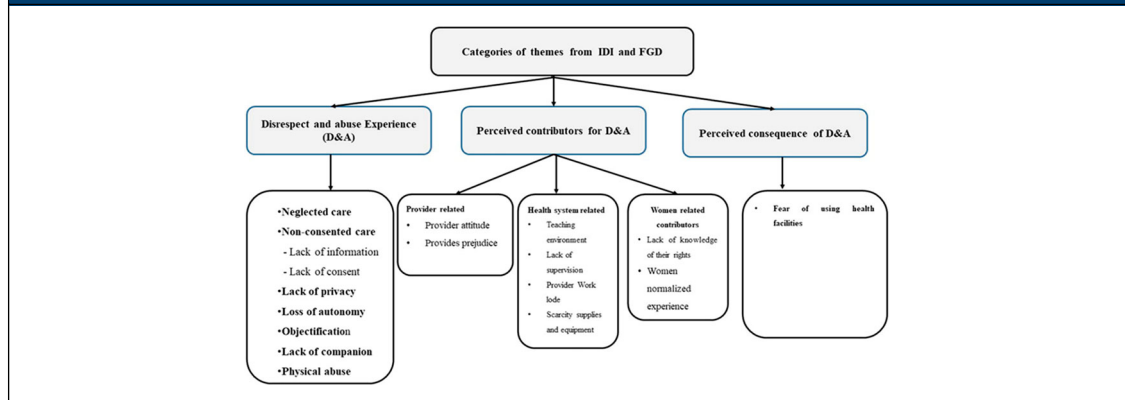 Categories of themes from IDI and FGD
Disrespect and abuse Experience
(D&A)
Perceived contributors for D&A
Perceived consequence of D&A
•Neglected care
•Non-consented care
- Lack of information
- Lack of consent
•Lack of privacy
•Loss of autonomy
•Objectification
•Lack of companion
•Physical abuse
Provider related
• Provider attitude
• Provides prejudice
Health system related
• Teaching
environment
• Lack of
supervision
• Provider Work
lode
• Scarcity supplies
and equipment
Women related
contributors
• Lack of knowledge
of their rights
• Women
normalized
experience
• Fear of using health
facilities